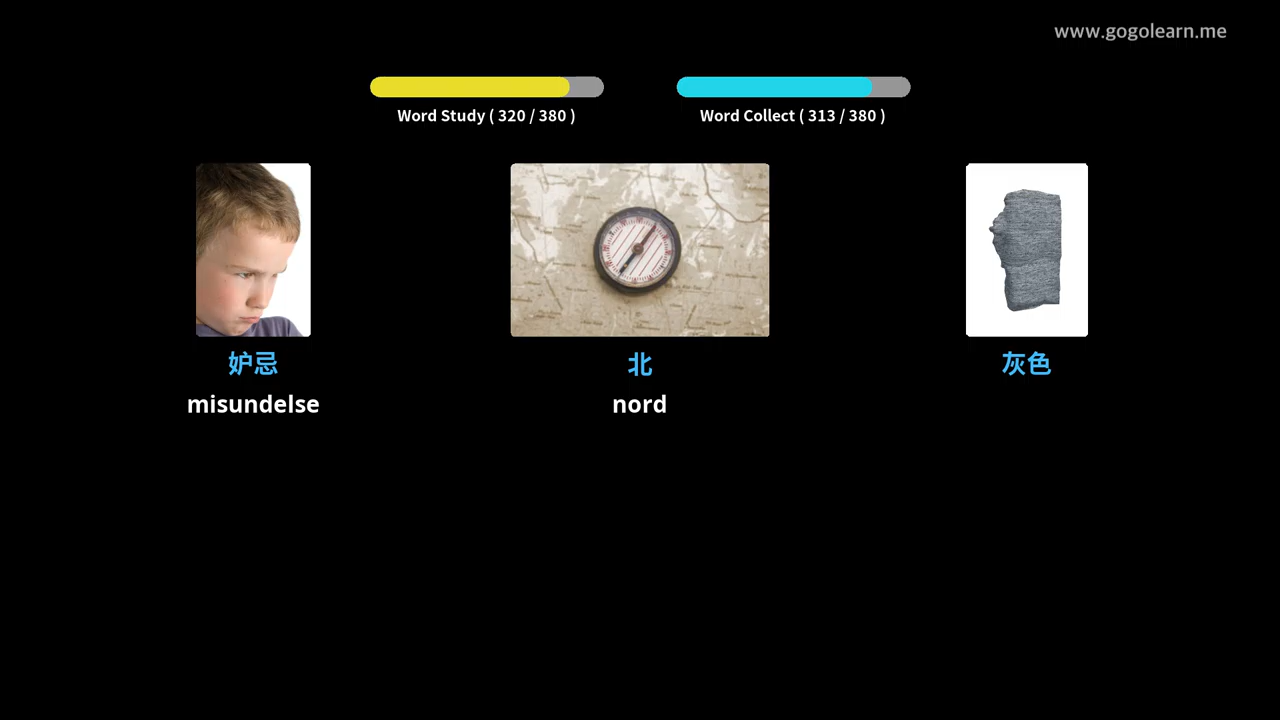 www.gogolearn.me
Word Study ( 320 / 380 )
Word Collect ( 313 / 380 )
妒忌
北
灰色
misundelse
nord